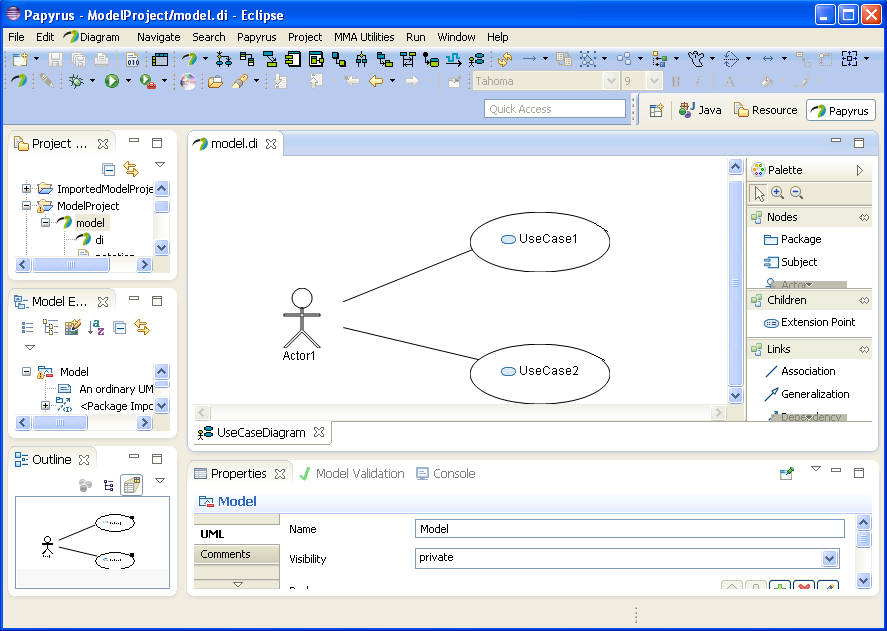 Papyrus - ModelProject/model.di - Eclipse
File Edit Diagram Navigate Search Papyrus Project MMA Utilities Run Window Help
010
Tahoma 9 B I A
Quick Access Java Resource Papyrus
Project ...
ImportedModelProje
ModelProject
model
di
model.di
UseCase1
UseCase2
Actor1
UseCaseDiagram
Palette
Nodes
Package
Subject
Actor
Children
Extension Point
Links
Association
Generalization
Dependency
Model E...
Model
An ordinary UM
<Package Impo
Outline
Properties Model Validation Console
Model
UML
Comments
Name Model
Visibility private